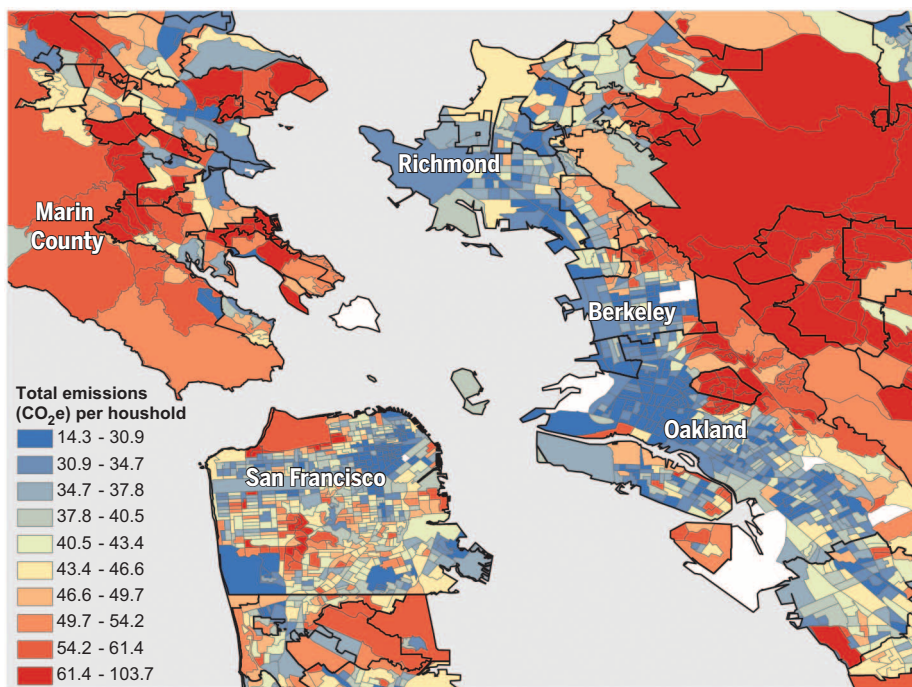 Richmond
Marin
County
Berkeley
Total emissions
(CO₂e) per houshold
14.3 - 30.9
30.9 - 34.7
34.7 - 37.8
37.8 - 40.5
40.5 - 43.4
43.4 - 46.6
46.6 - 49.7
49.7 - 54.2
54.2 - 61.4
61.4 - 103.7
Oakland
San Francisco